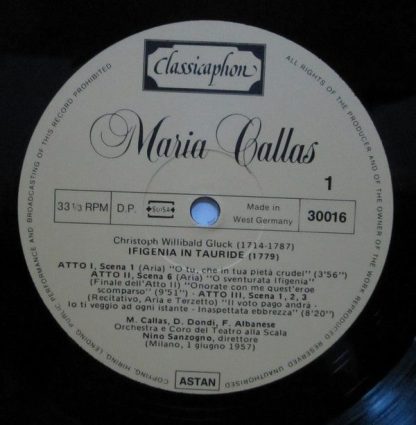 Classicaphon
Maria Callas
1
33 1/3 RPM
D.P.
SUISA
Made in
West Germany
30016
Christoph Willibald Gluck (1714-1787)
IFIGENIA IN TAURIDE (1779)
ATTO I, Scena 1 (Aria) "O tu, che in tua pietà crudel" (3'56")
ATTO II, Scena 6 (Aria) "O sventurata Ifigenia"
(Finale dell'Atto II) "Onorate con me quest'eroe
scomparso" (9'51") - ATTO III, Scena 1, 2, 3
(Recitativo, Aria e Terzetto) "Il voto pago andrà -
Io ti veggio ad ogni istante - Inaspettata ebbrezza" (8'20")
M. Callas, D. Dondi, F. Albanese
Orchestra e Coro del Teatro alla Scala
Nino Sanzogno, direttore
(Milano, 1 giugno 1957)
ASTAN
ALL RIGHTS OF THE PRODUCER AND OF THE OWNER OF THE WORK REPRODUCED RESERVED UNAUTHORISED COPYING, HIRING, LENDING PUBLIC PERFORMANCE AND BROADCASTING OF THIS RECORD PROHIBITED